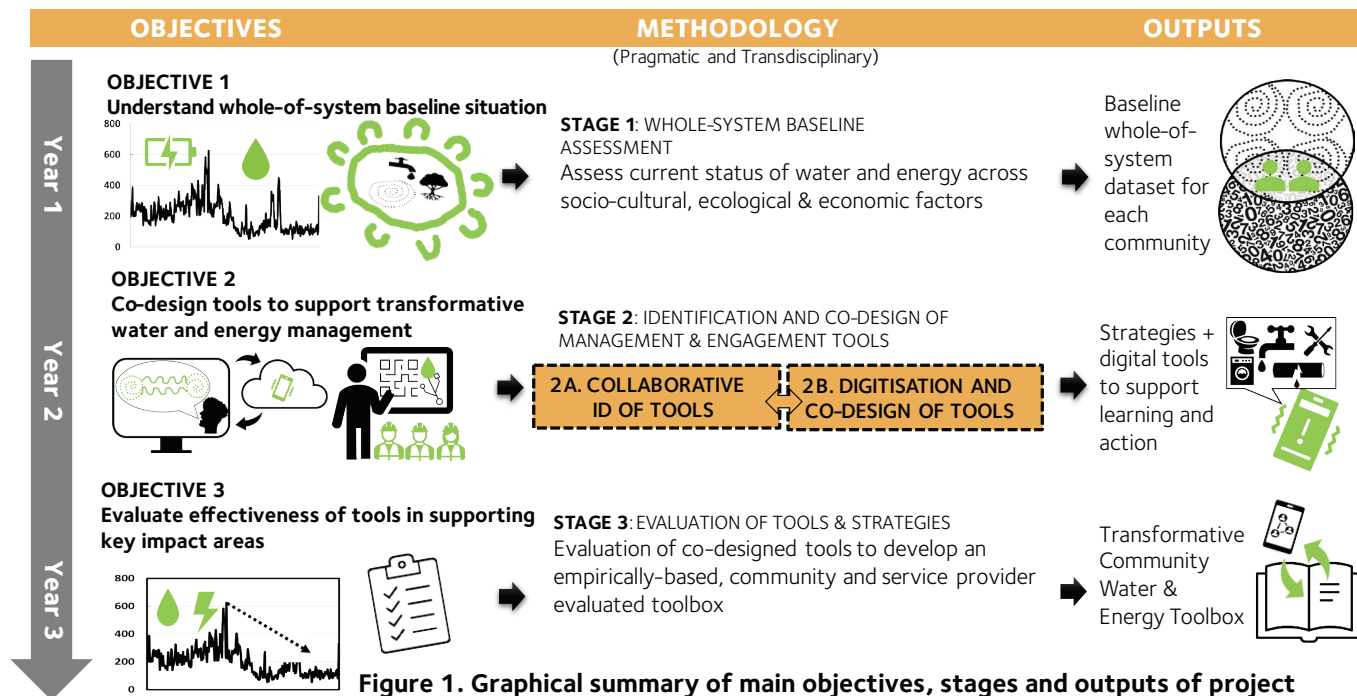 OBJECTIVES METHODOLOGY OUTPUTS
(Pragmatic and Transdisciplinary)
Year 1
OBJECTIVE 1
Understand whole-of-system baseline situation
800
600
400
200
0
STAGE 1: WHOLE-SYSTEM BASELINE
ASSESSMENT
Assess current status of water and energy across
socio-cultural, ecological & economic factors
Baseline
whole-of-
system
dataset for
each
community
Year 2
OBJECTIVE 2
Co-design tools to support transformative
water and energy management
STAGE 2: IDENTIFICATION AND CO-DESIGN OF
MANAGEMENT & ENGAGEMENT TOOLS
2A. COLLABORATIVE
ID OF TOOLS
2B. DIGITISATION AND
CO-DESIGN OF TOOLS
Strategies +
digital tools
to support
learning and
action
Year 3
OBJECTIVE 3
Evaluate effectiveness of tools in supporting
key impact areas
800
600
400
200
0
STAGE 3: EVALUATION OF TOOLS & STRATEGIES
Evaluation of co-designed tools to develop an
empirically-based, community and service provider
evaluated toolbox
Transformative
Community
Water &
Energy Toolbox
Figure 1. Graphical summary of main objectives, stages and outputs of project